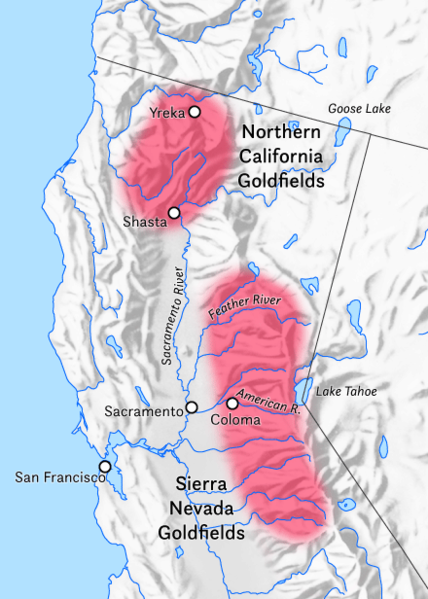 Goose Lake
Yreka
Northern
California
Goldfields
Shasta
Sacramento River
Feather River
Lake Tahoe
American R.
Sacramento
Coloma
San Francisco
Sierra
Nevada
Goldfields